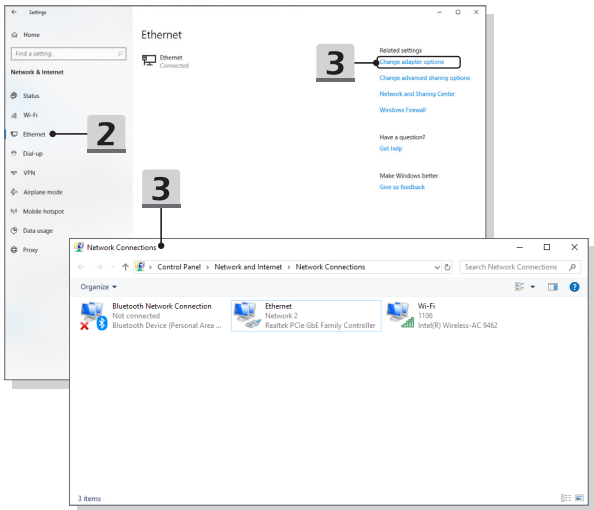 Settings
Home
Find a setting
Network & Internet
Status
Wi-Fi
Ethernet
Dial-up
VPN
Airplane mode
Mobile hotspot
Data usage
Proxy
2
Ethernet
Ethernet
Connected
3
Related settings
Change adapter options
Change advanced sharing options
Network and Sharing Center
Windows Firewall
Have a question?
Get help
Make Windows better
Give us feedback
3
Network Connections
Control Panel > Network and Internet > Network Connections
Search Network Connections
Organize
Bluetooth Network Connection
Not connected
Bluetooth Device (Personal Area ...
Ethernet
Network 2
Realtek PCIe GbE Family Controller
Wi-Fi
1106
Intel(R) Wireless-AC 9462
3 items